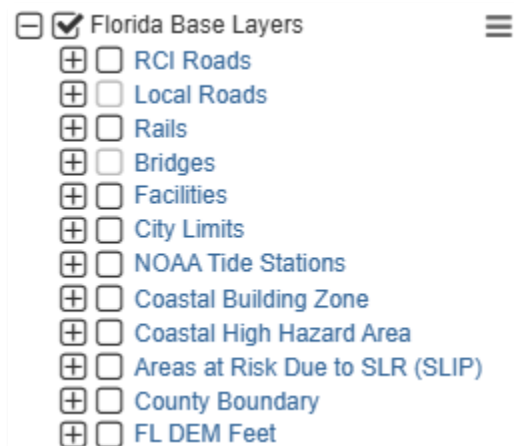 Florida Base Layers
RCI Roads
Local Roads
Rails
Bridges
Facilities
City Limits
NOAA Tide Stations
Coastal Building Zone
Coastal High Hazard Area
Areas at Risk Due to SLR (SLIP)
County Boundary
FL DEM Feet